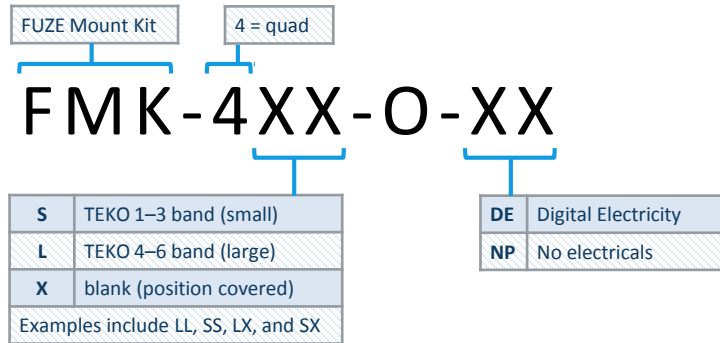 FUZE Mount Kit
4 = quad
FMK-4XX-O-XX
S TEKO 1–3 band (small)
L TEKO 4–6 band (large)
X blank (position covered)
Examples include LL, SS, LX, and SX
DE Digital Electricity
NP No electricals